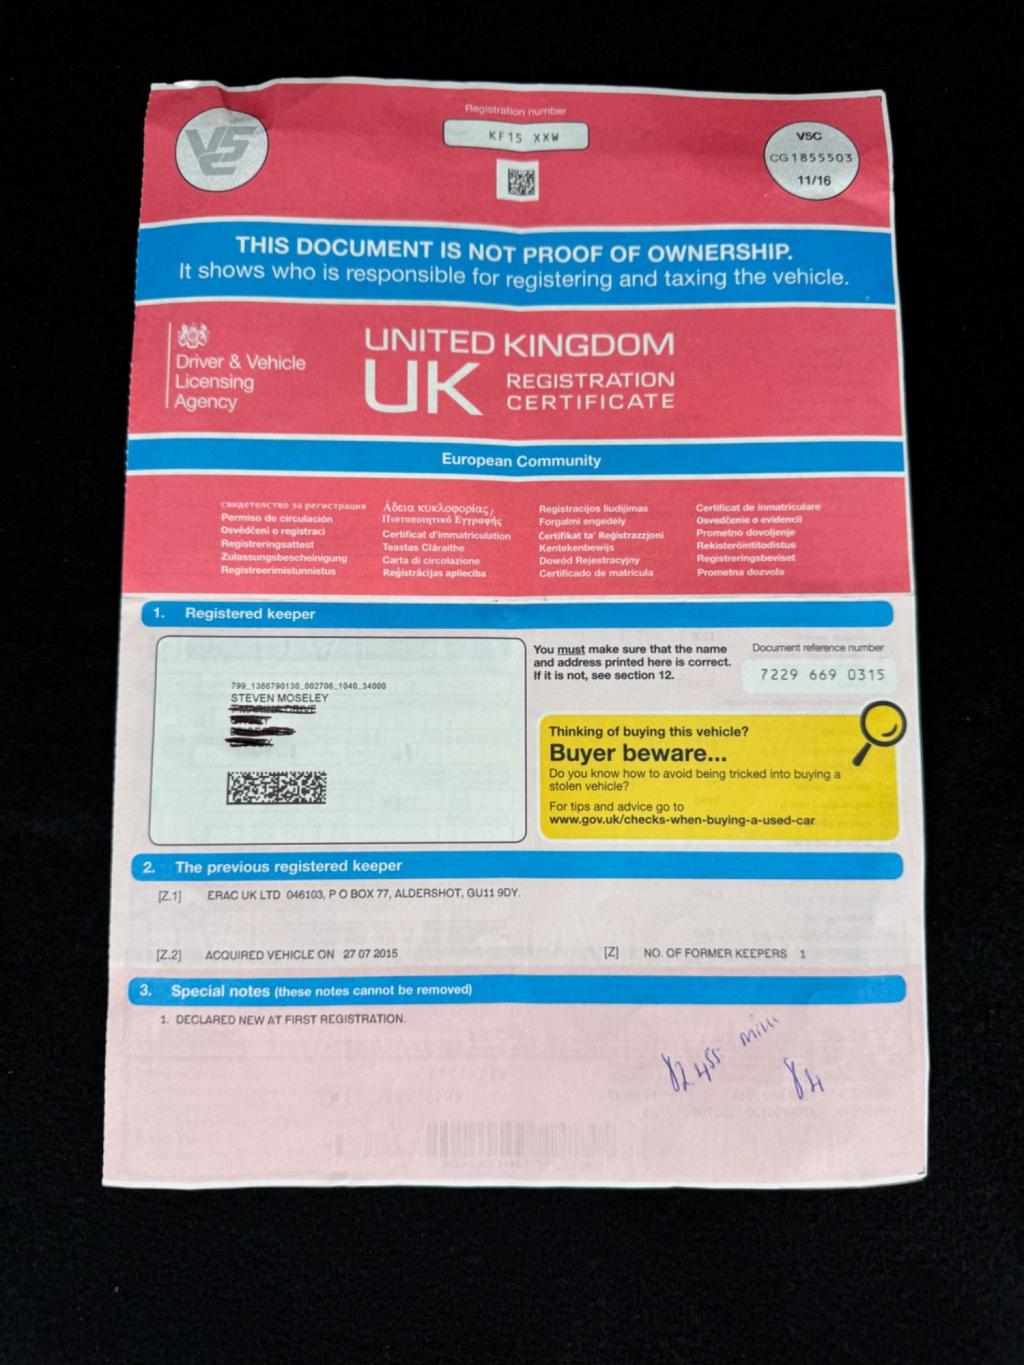 Registration number
KF15 XXW
V5C
V5C
CG 1855503
11/16
THIS DOCUMENT IS NOT PROOF OF OWNERSHIP.
It shows who is responsible for registering and taxing the vehicle.
Driver & Vehicle
Licensing
Agency
UNITED KINGDOM
UK REGISTRATION
CERTIFICATE
European Community
свидетелство за регистрация
Permiso de circulación
Osvědčení o registraci
Registreringsattest
Zulassungsbescheinigung
Registreerimistunnistus
Άδεια κυκλοφορίας/
Πιστοποιητικό Εγγραφής
Certificat d'immatriculation
Teastas Cláraithe
Carta di circolazione
Reģistrācijas apliecība
Registracijos liudijimas
Forgalmi engedély
Ċertifikat ta' Reġistrazzjoni
Kentekenbewijs
Dowód Rejestracyjny
Certificado de matrícula
Certificat de inmatriculare
Osvedčenie o evidencii
Prometno dovoljenje
Rekisteröintitodistus
Registreringsbeviset
Prometna dozvola
1. Registered keeper
799_1366790130_002706_1040_34000
STEVEN MOSELEY
You must make sure that the name
and address printed here is correct.
If it is not, see section 12.
Document reference number
7229 669 0315
Thinking of buying this vehicle?
Buyer beware...
Do you know how to avoid being tricked into buying a
stolen vehicle?
For tips and advice go to
www.gov.uk/checks-when-buying-a-used-car
2. The previous registered keeper
[Z.1] ERAC UK LTD 046103, P O BOX 77, ALDERSHOT, GU11 9DY.
[Z.2] ACQUIRED VEHICLE ON 27 07 2015
[Z] NO. OF FORMER KEEPERS 1
3. Special notes (these notes cannot be removed)
1. DECLARED NEW AT FIRST REGISTRATION.
82455
84